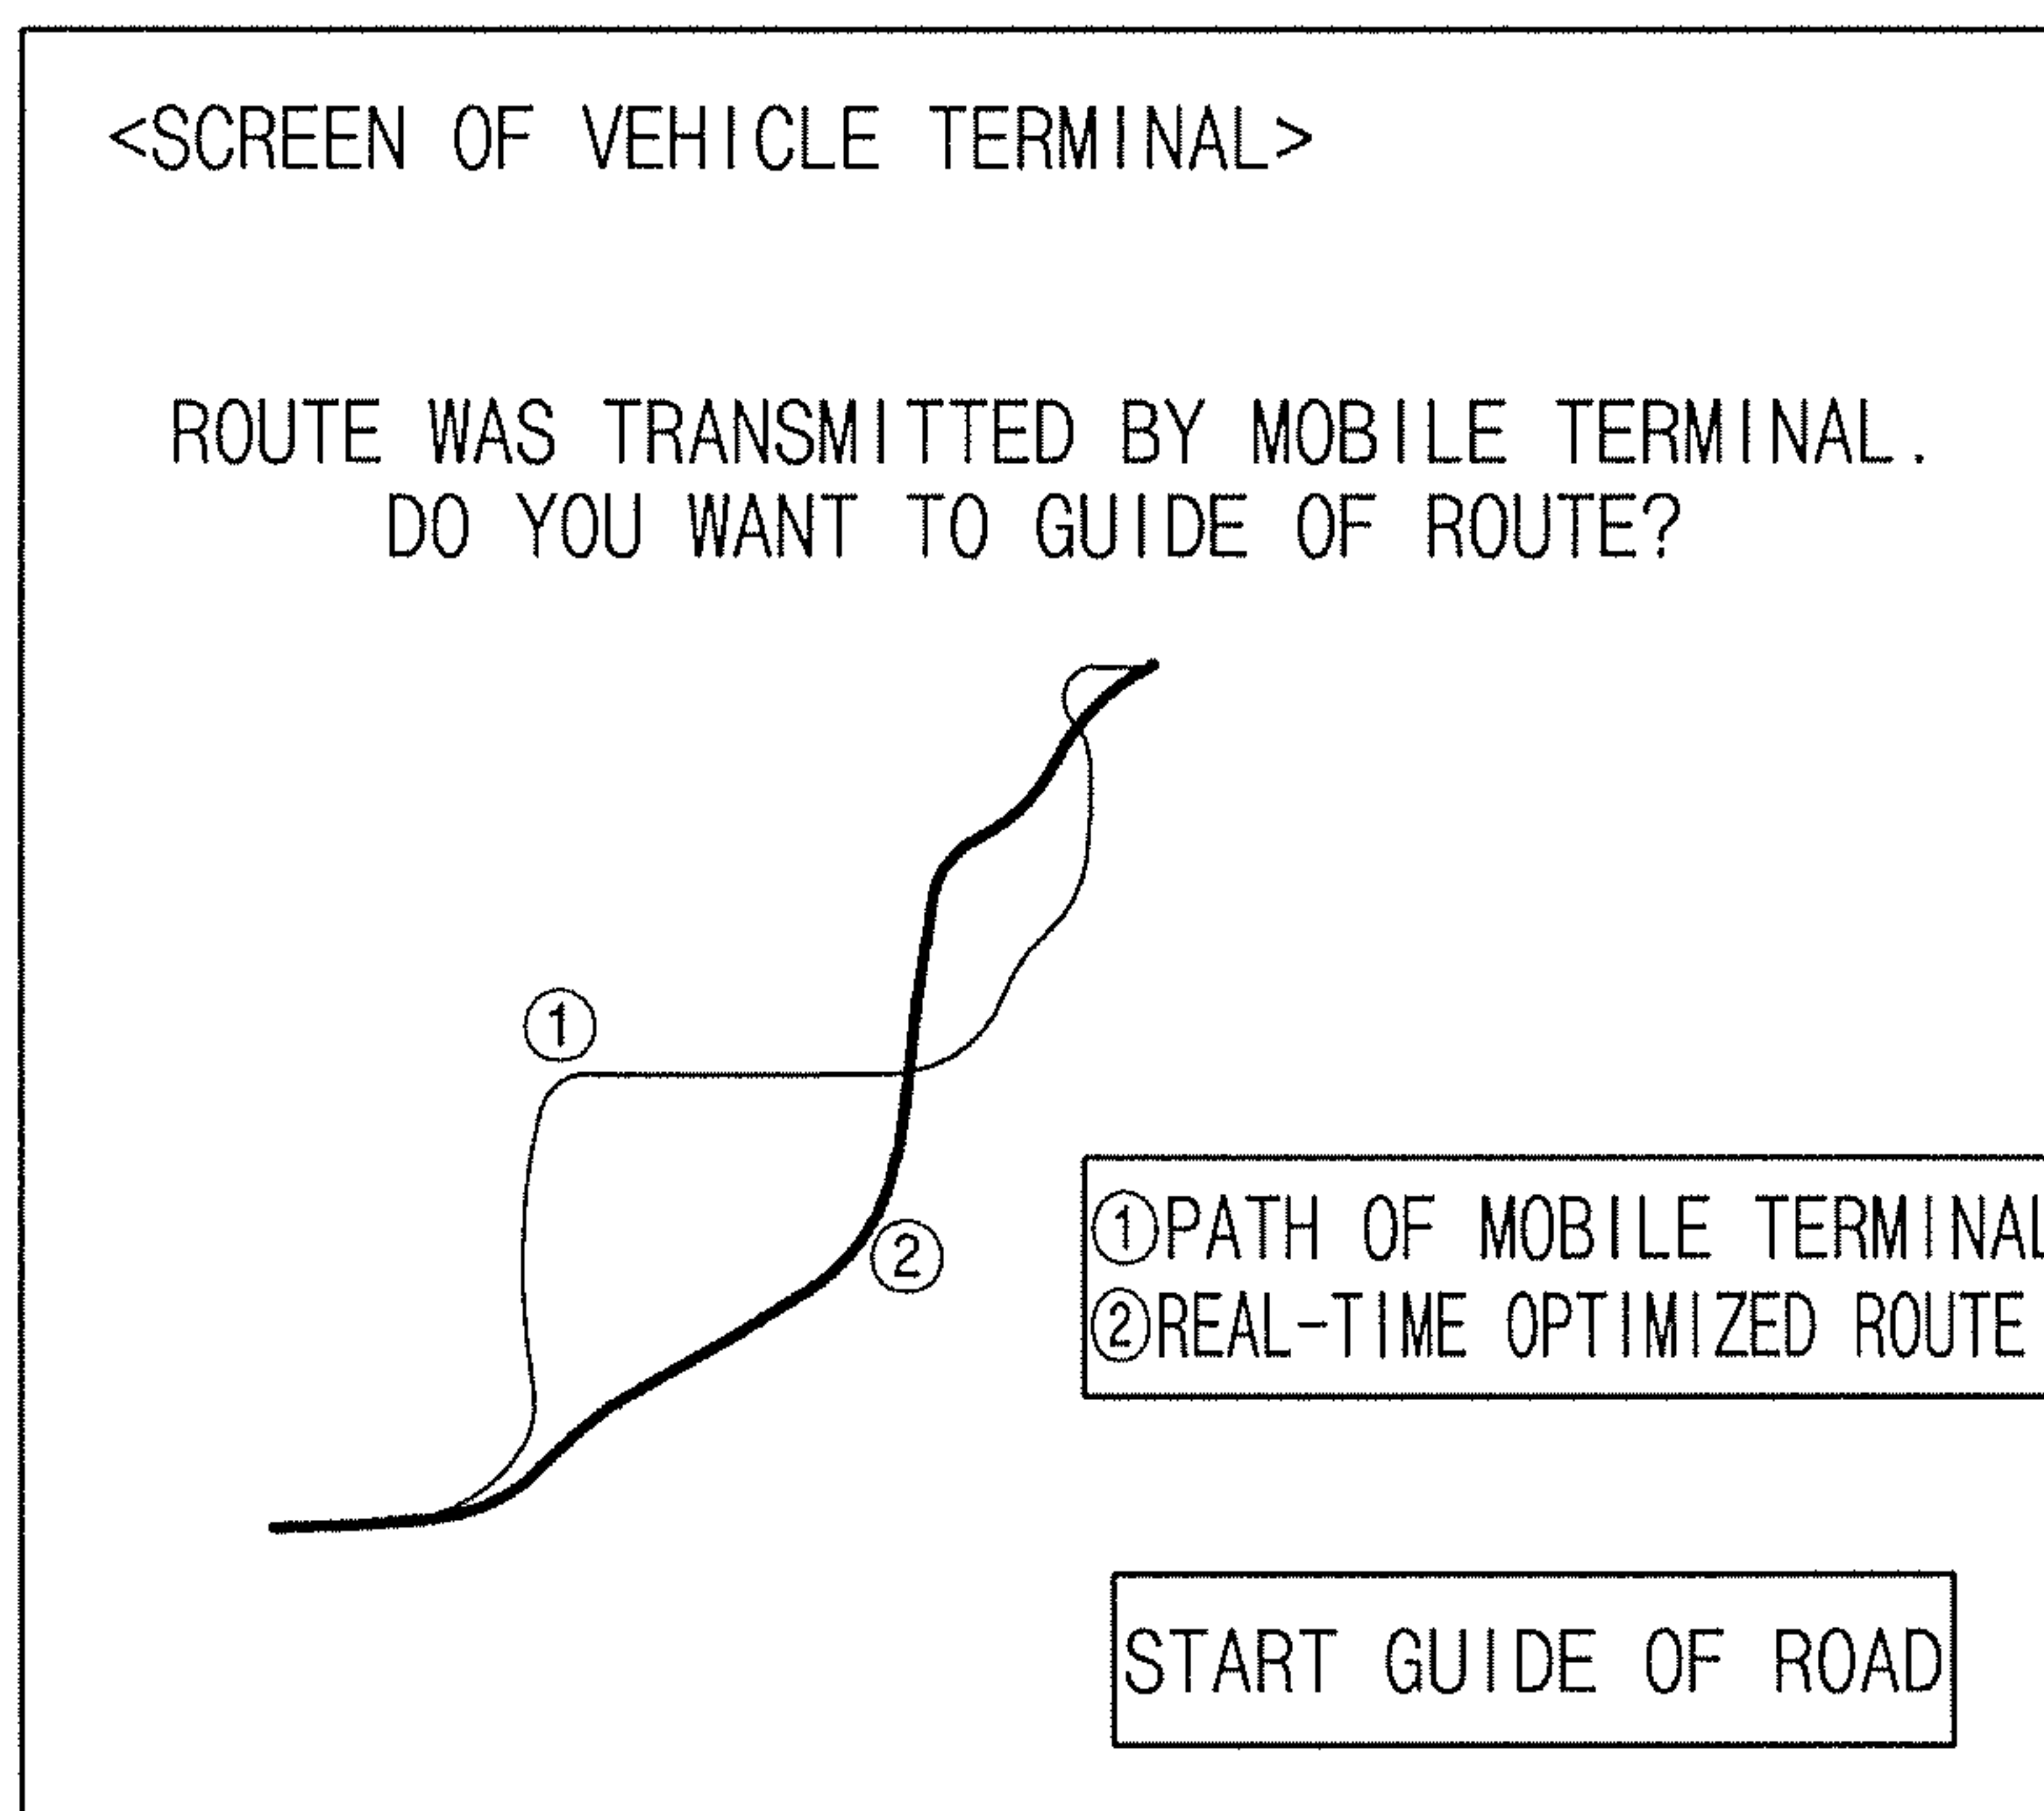 <SCREEN OF VEHICLE TERMINAL>
ROUTE WAS TRANSMITTED BY MOBILE TERMINAL.
DO YOU WANT TO GUIDE OF ROUTE?
①
②
①PATH OF MOBILE TERMINAL
②REAL-TIME OPTIMIZED ROUTE
START GUIDE OF ROAD